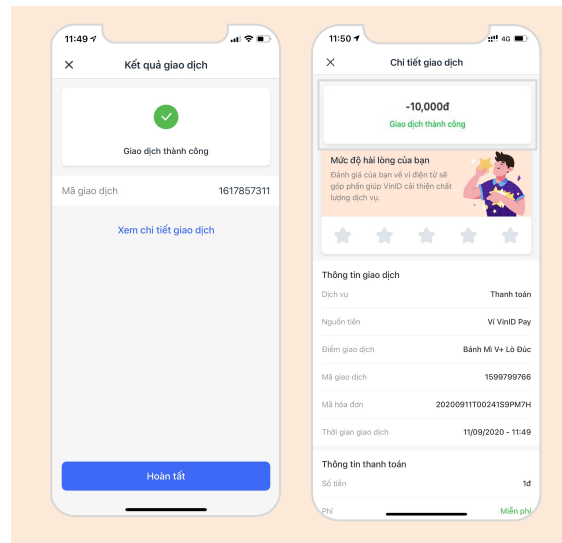 11:49
Kết quả giao dịch
Giao dịch thành công
Mã giao dịch 1617857311
Xem chi tiết giao dịch
Hoàn tất
11:50
4G
Chi tiết giao dịch
-10,000đ
Giao dịch thành công
Mức độ hài lòng của bạn
Đánh giá của bạn về ví điện tử sẽ
góp phần giúp VinID cải thiện chất
lượng dịch vụ.
Thông tin giao dịch
Dịch vụ Thanh toán
Nguồn tiền Ví VinID Pay
Điểm giao dịch Bánh Mì V+ Lò Đúc
Mã giao dịch 1599799766
Mã hóa đơn 20200911T00241S9PM7H
Thời gian giao dịch 11/09/2020 - 11:49
Thông tin thanh toán
Số tiền 1đ
Phí Miễn phí